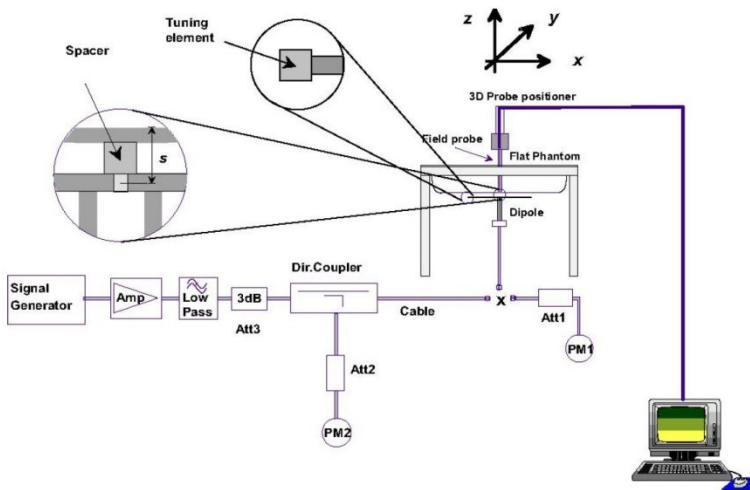 Tuning
element
Spacer
s
z
y
x
3D Probe positioner
Field probe
Flat Phantom
Dipole
Signal
Generator
Amp
Low
Pass
3dB
Att3
Dir.Coupler
Cable
x
Att1
PM1
Att2
PM2